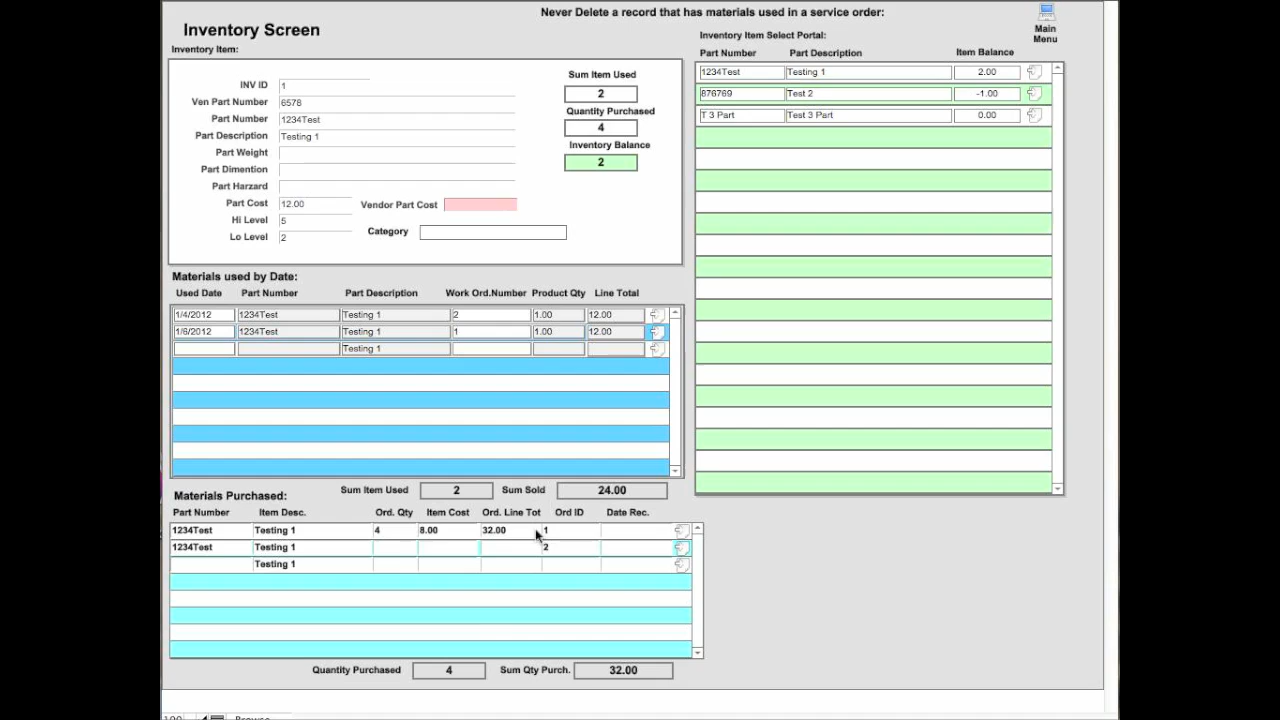 Never Delete a record that has materials used in a service order:
Main
Menu
Inventory Screen
Inventory Item:
INV ID 1
Ven Part Number 6578
Part Number 1234Test
Part Description Testing 1
Part Weight
Part Dimention
Part Harzard
Part Cost 12.00 Vendor Part Cost
Hi Level 5
Category
Lo Level 2
Sum Item Used
2
Quantity Purchased
4
Inventory Balance
2
Inventory Item Select Portal:
Part Number Part Description Item Balance
1234Test Testing 1 2.00
876769 Test 2 -1.00
T 3 Part Test 3 Part 0.00
Materials used by Date:
Used Date Part Number Part Description Work Ord.Number Product Qty Line Total
1/4/2012 1234Test Testing 1 2 1.00 12.00
1/6/2012 1234Test Testing 1 1 1.00 12.00
Testing 1
Sum Item Used 2 Sum Sold 24.00
Materials Purchased:
Part Number Item Desc. Ord. Qty Item Cost Ord. Line Tot Ord ID Date Rec.
1234Test Testing 1 4 8.00 32.00 1
1234Test Testing 1 2
Testing 1
Quantity Purchased 4 Sum Qty Purch. 32.00